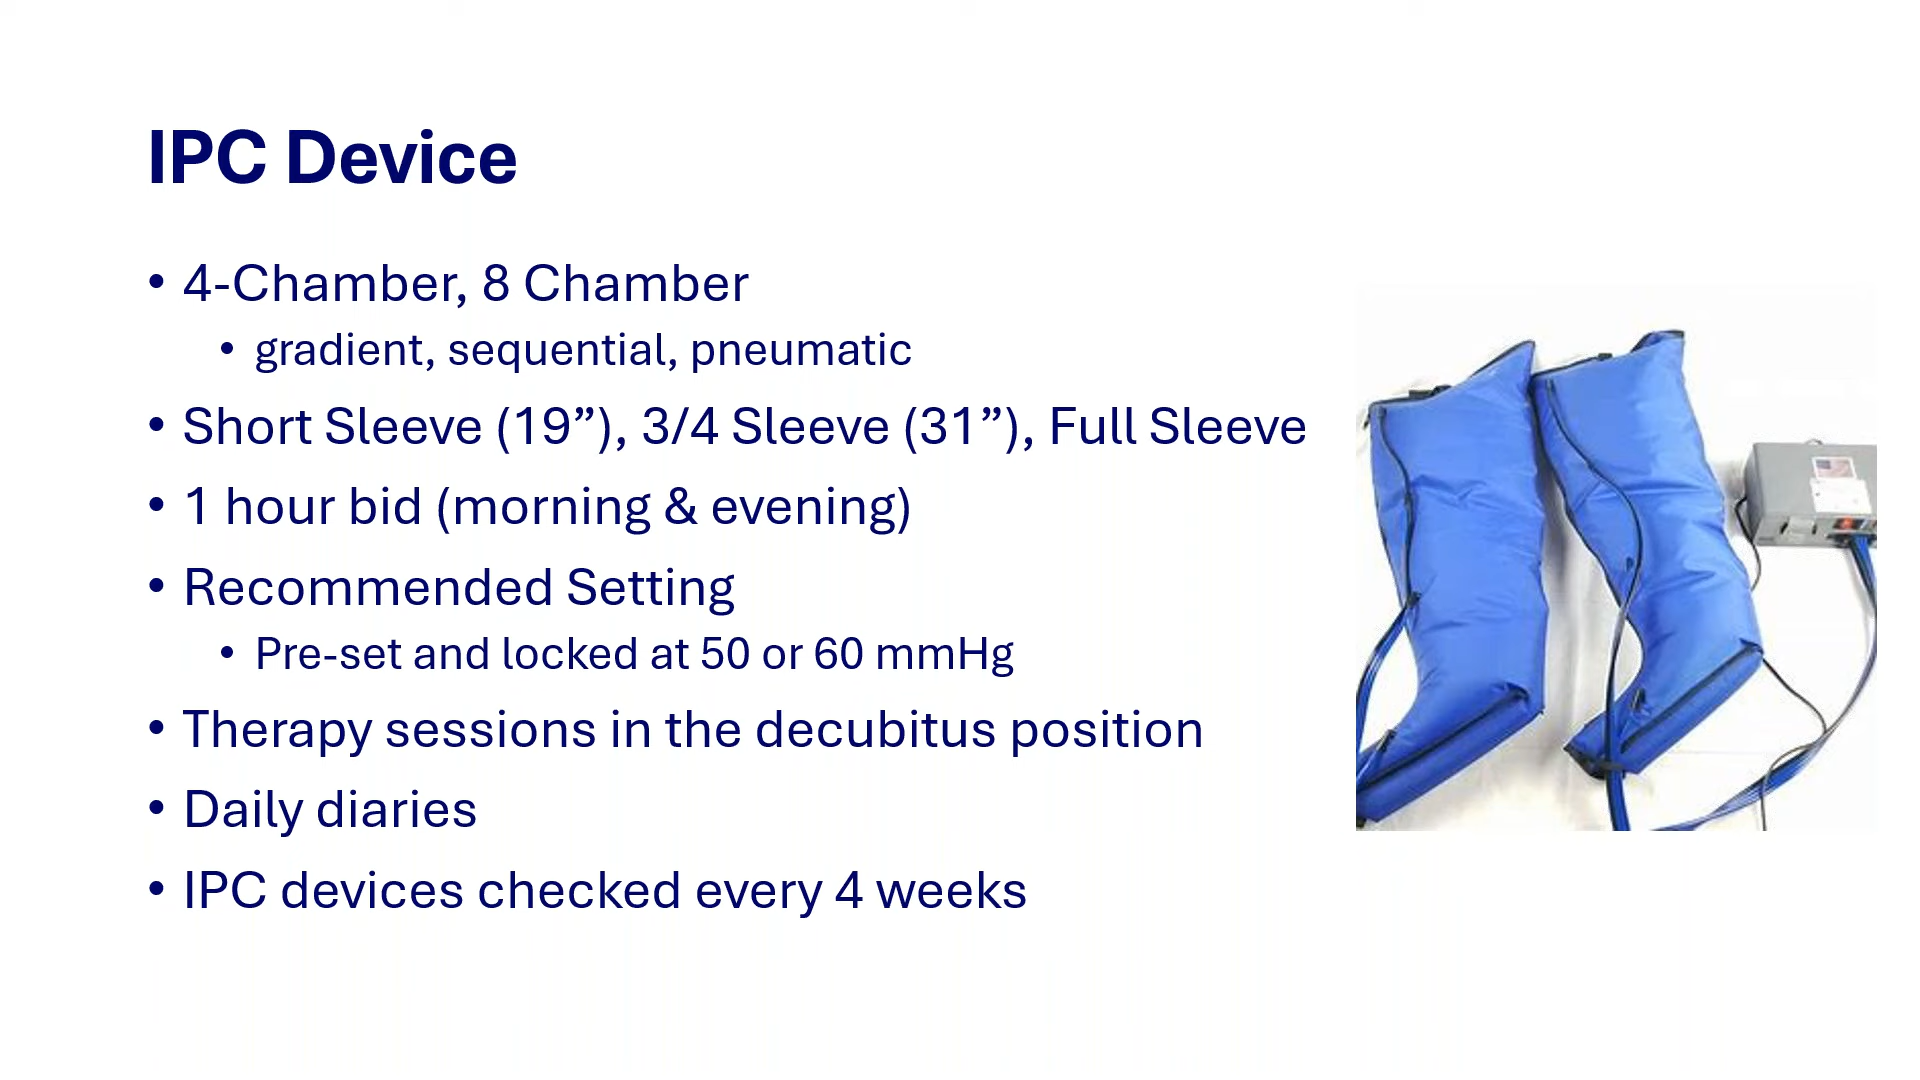 IPC Device
• 4-Chamber, 8 Chamber
• gradient, sequential, pneumatic
• Short Sleeve (19”), 3/4 Sleeve (31”), Full Sleeve
• 1 hour bid (morning & evening)
• Recommended Setting
• Pre-set and locked at 50 or 60 mmHg
• Therapy sessions in the decubitus position
• Daily diaries
• IPC devices checked every 4 weeks